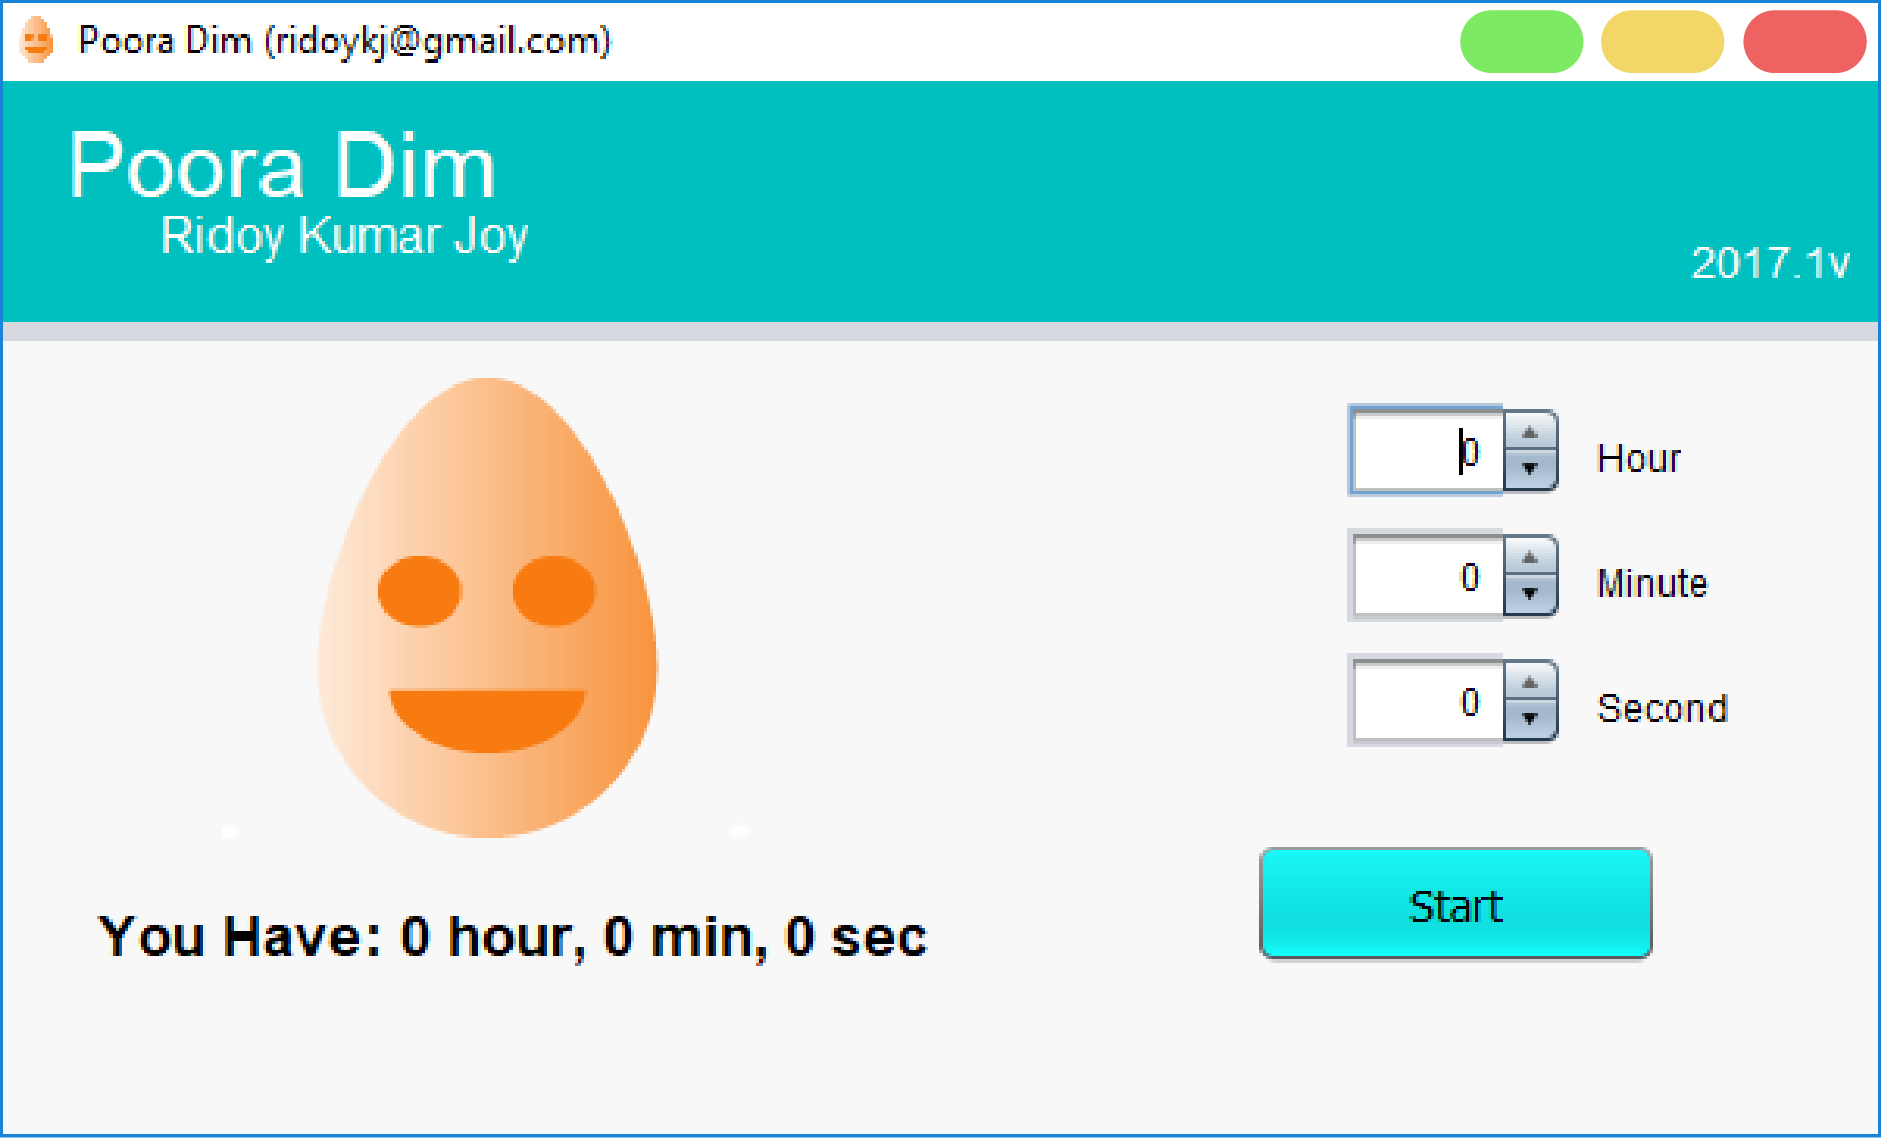 Poora Dim (ridoykj@gmail.com)
Poora Dim
Ridoy Kumar Joy
2017.1v
0 Hour
0 Minute
0 Second
Start
You Have: 0 hour, 0 min, 0 sec